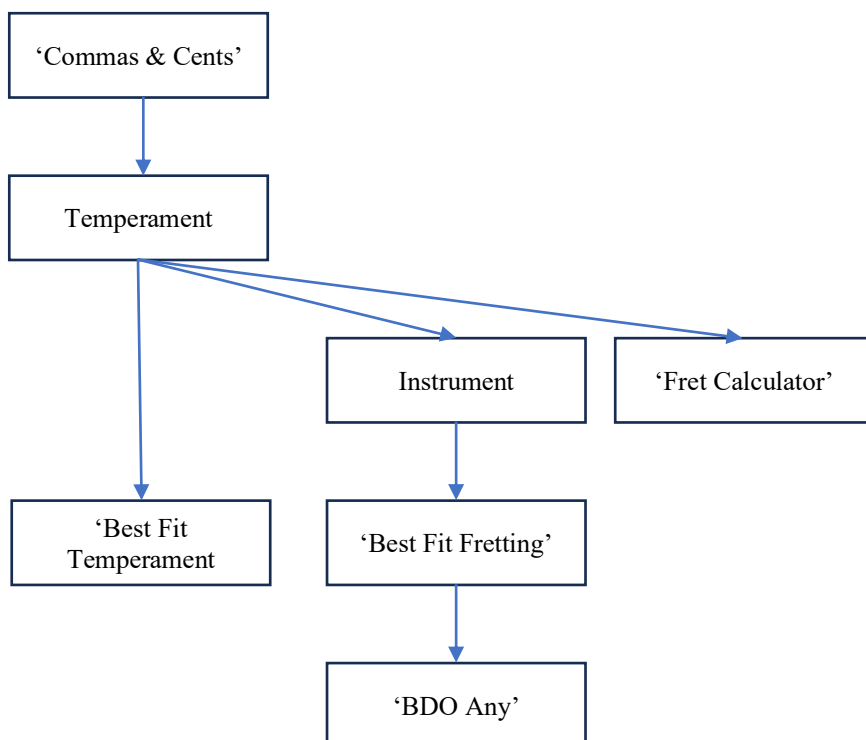 ‘Commas & Cents’
Temperament
Instrument
‘Fret Calculator’
‘Best Fit
Temperament
‘Best Fit Fretting’
‘BDO Any’